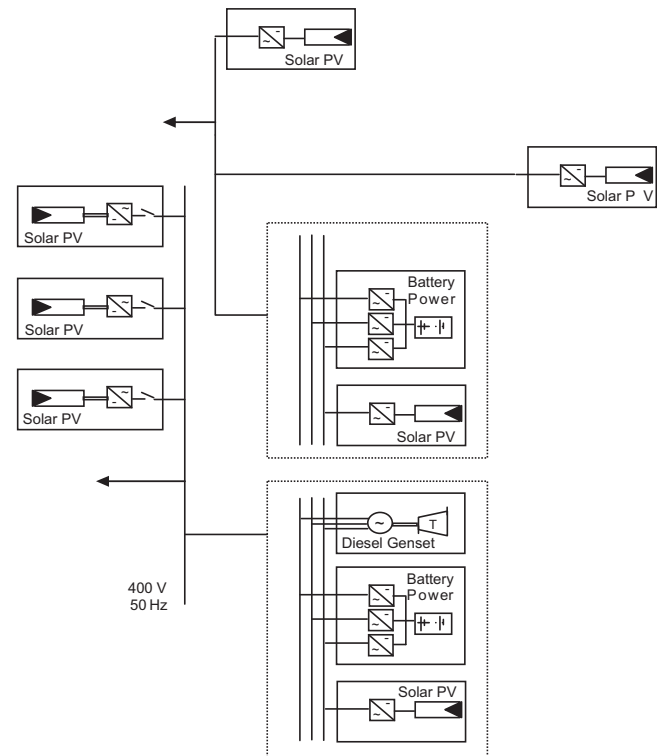 Solar PV
Solar P V
Solar PV
Solar PV
Solar PV
Battery
Power
Solar PV
T
Diesel Genset
Battery
Power
Solar PV
400 V
50 Hz